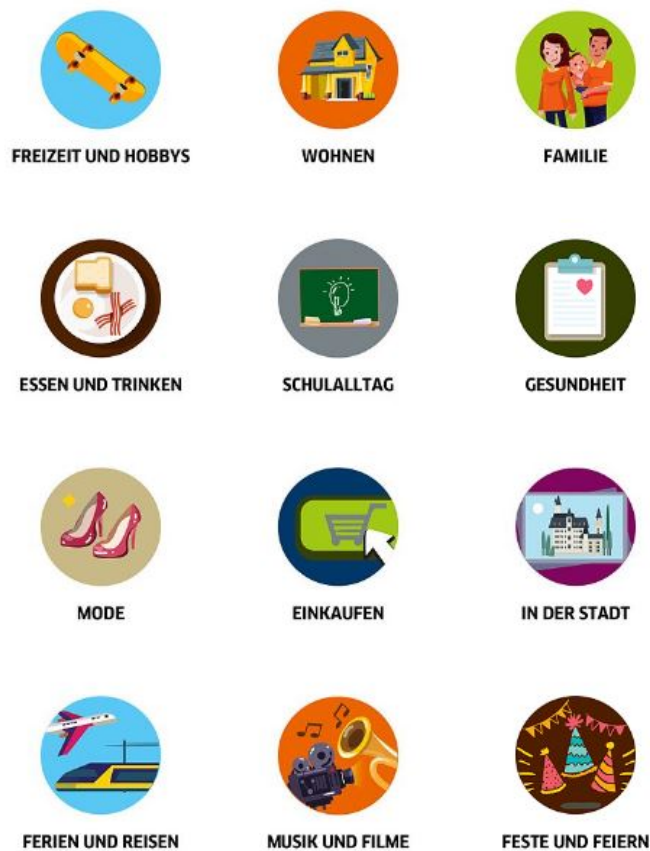 FREIZEIT UND HOBBYS
WOHNEN
FAMILIE
ESSEN UND TRINKEN
SCHULALLTAG
GESUNDHEIT
MODE
EINKAUFEN
IN DER STADT
FERIEN UND REISEN
MUSIK UND FILME
FESTE UND FEIERN